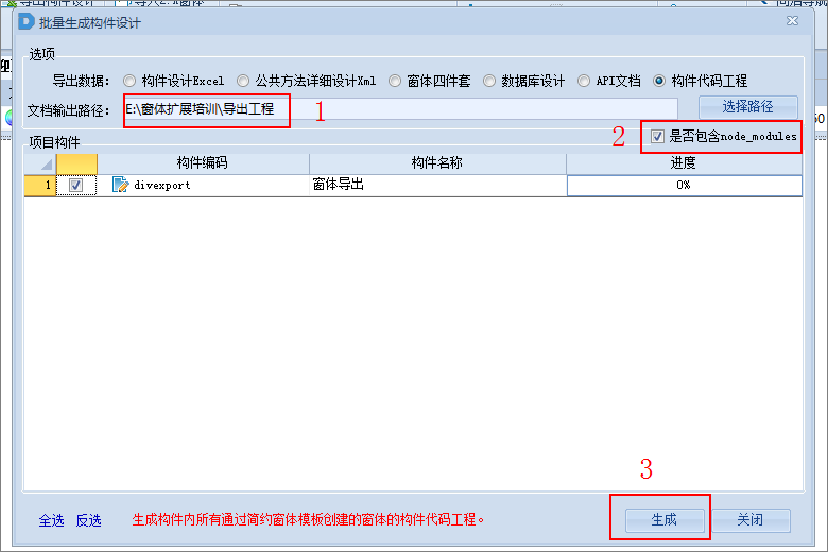 批量生成构件设计
选项
导出数据： 构件设计Excel 公共方法详细设计Xml 窗体四件套 数据库设计 API文档 构件代码工程
文档输出路径： E:\窗体扩展培训\导出工程 1 选择路径
2 是否包含node_modules
项目构件
构件编码 构件名称 进度
1 divexport 窗体导出 0%
3
全选 反选 生成构件内所有通过简约窗体模板创建的窗体的构件代码工程。 生成 关闭